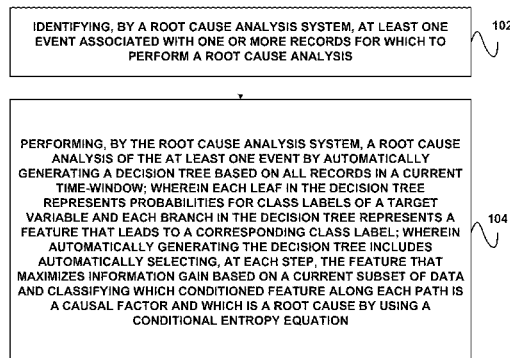 IDENTIFYING, BY A ROOT CAUSE ANALYSIS SYSTEM, AT LEAST ONE
EVENT ASSOCIATED WITH ONE OR MORE RECORDS FOR WHICH TO
PERFORM A ROOT CAUSE ANALYSIS
102
PERFORMING, BY THE ROOT CAUSE ANALYSIS SYSTEM, A ROOT CAUSE
ANALYSIS OF THE AT LEAST ONE EVENT BY AUTOMATICALLY
GENERATING A DECISION TREE BASED ON ALL RECORDS IN A CURRENT
TIME-WINDOW; WHEREIN EACH LEAF IN THE DECISION TREE
REPRESENTS PROBABILITIES FOR CLASS LABELS OF A TARGET
VARIABLE AND EACH BRANCH IN THE DECISION TREE REPRESENTS A
FEATURE THAT LEADS TO A CORRESPONDING CLASS LABEL; WHEREIN
AUTOMATICALLY GENERATING THE DECISION TREE INCLUDES
AUTOMATICALLY SELECTING, AT EACH STEP, THE FEATURE THAT
MAXIMIZES INFORMATION GAIN BASED ON A CURRENT SUBSET OF DATA
AND CLASSIFYING WHICH CONDITIONED FEATURE ALONG EACH PATH IS
A CAUSAL FACTOR AND WHICH IS A ROOT CAUSE BY USING A
CONDITIONAL ENTROPY EQUATION
104